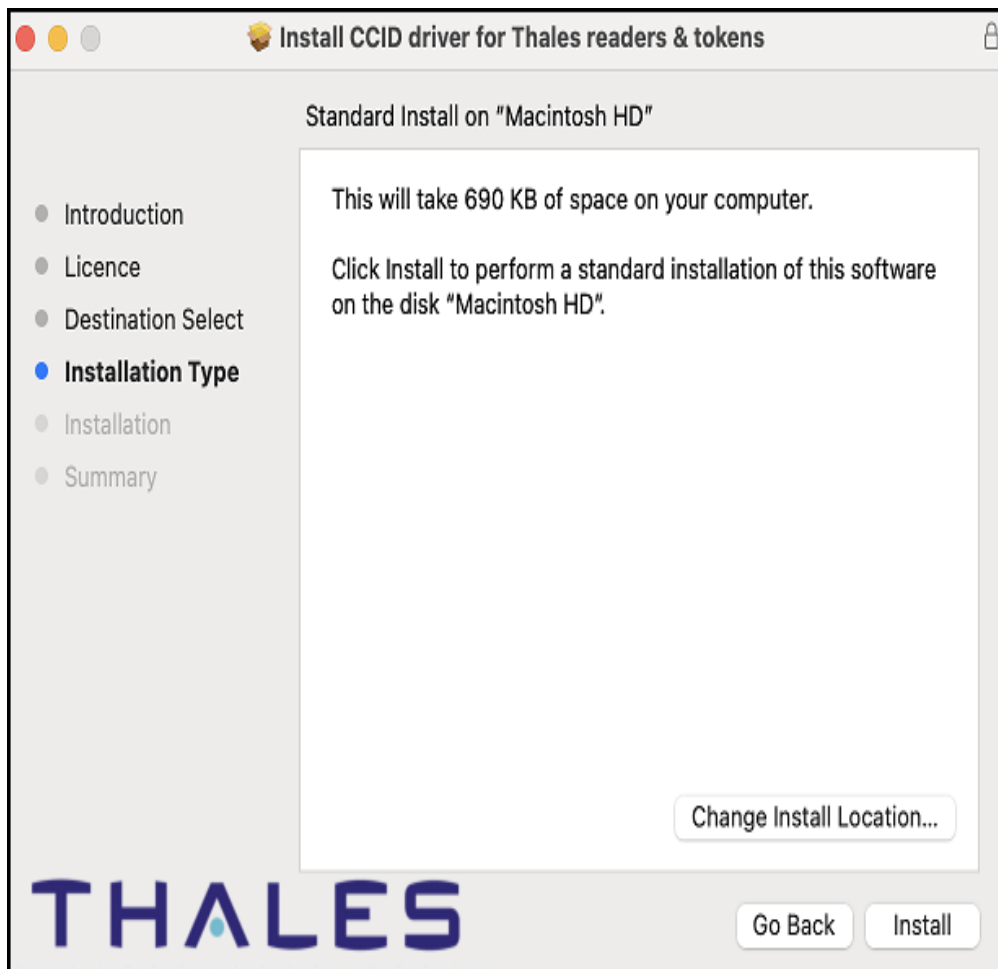 Install CCID driver for Thales readers & tokens
Standard Install on “Macintosh HD”
Introduction
Licence
Destination Select
Installation Type
Installation
Summary
This will take 690 KB of space on your computer.
Click Install to perform a standard installation of this software
on the disk “Macintosh HD”.
Change Install Location...
THALES
Go Back
Install